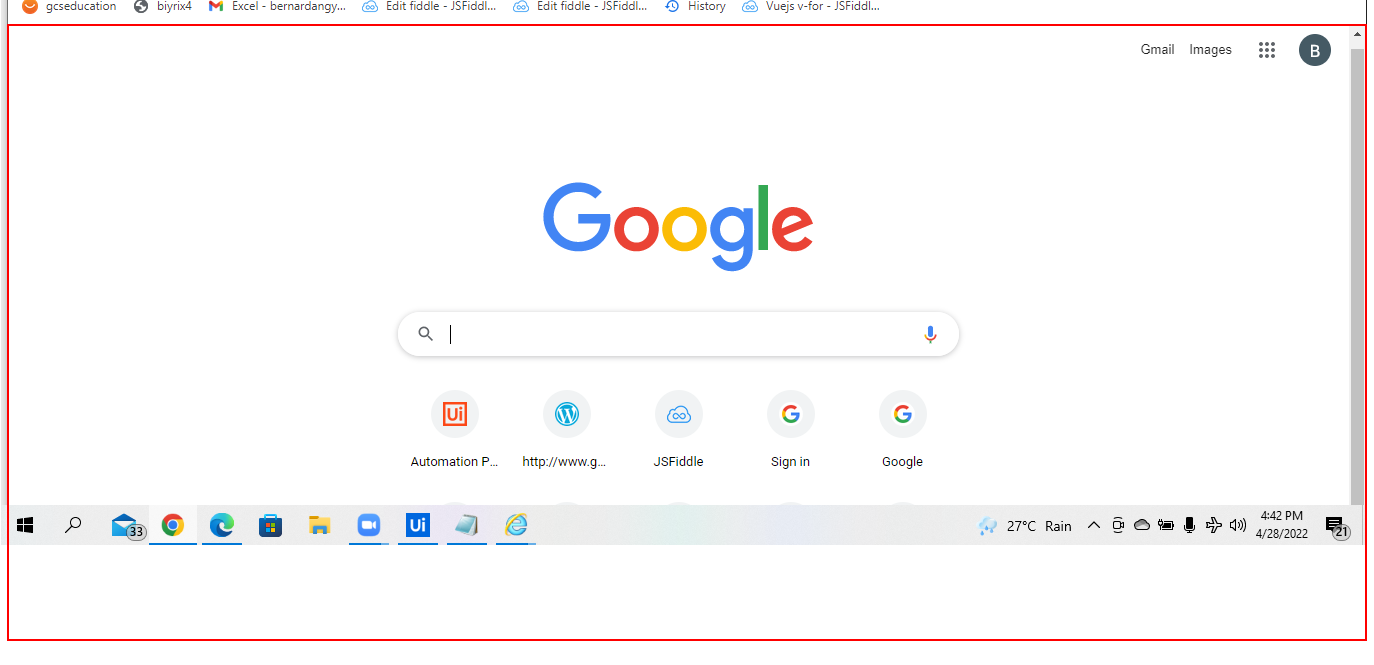 gcseducation biyrix4 Excel - bernardangy... Edit fiddle - JSFiddl... Edit fiddle - JSFiddl... History Vuejs v-for - JSFiddl...
Gmail Images B
Google
Ui
Automation P... http://www.g... JSFiddle Sign in Google
33 Ui 27°C Rain 4:42 PM
4/28/2022 21